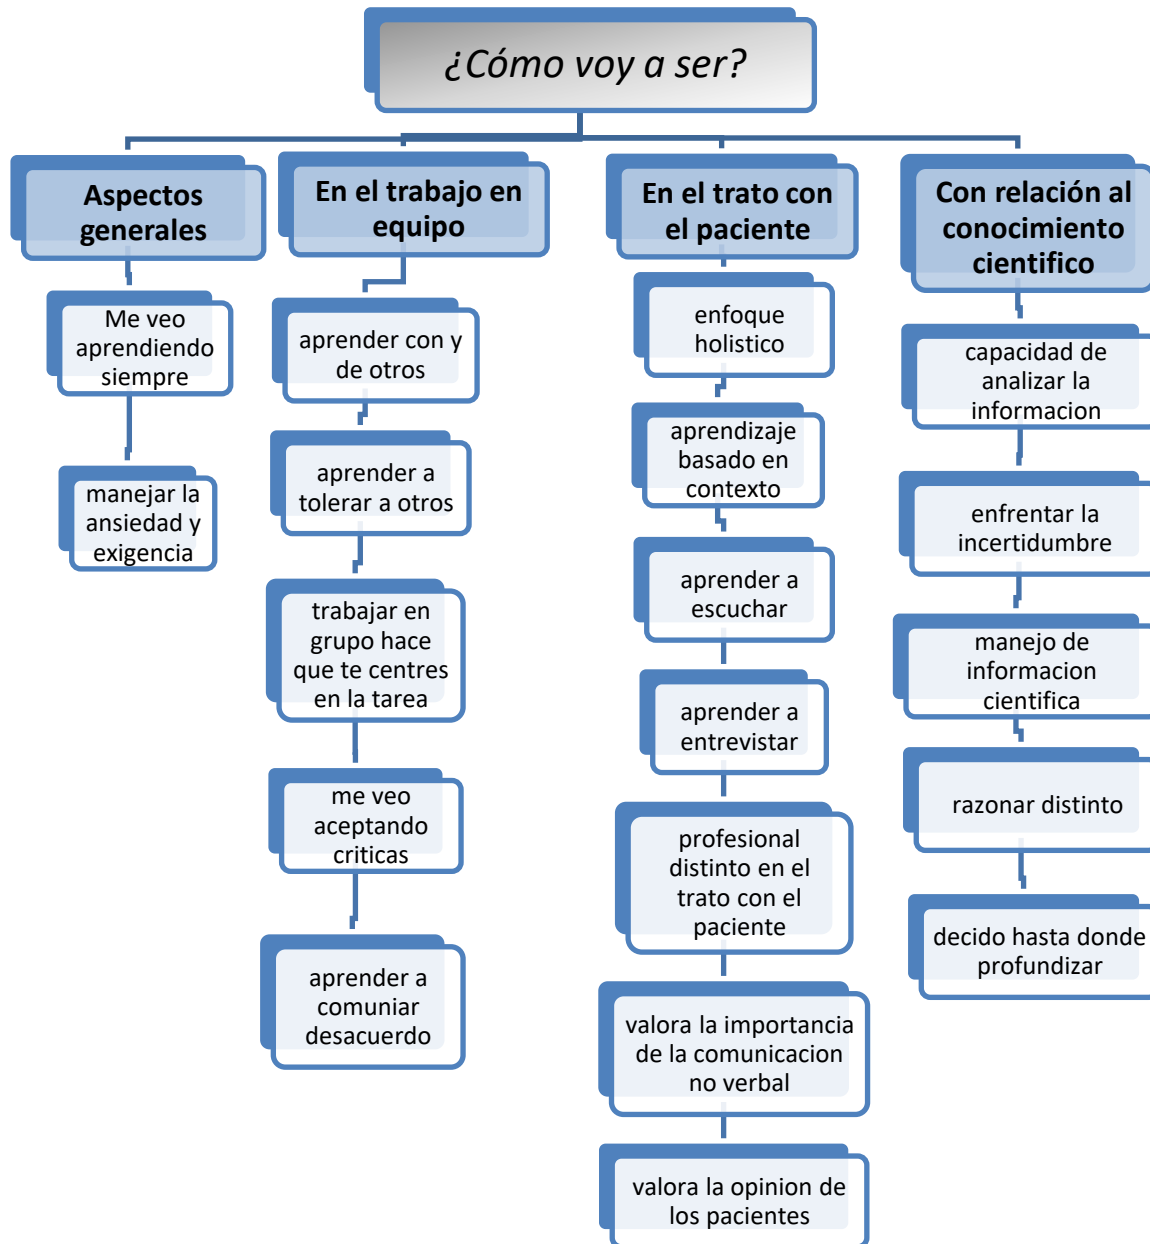 ¿Cómo voy a ser?
Aspectos
generales
Me veo
aprendiendo
siempre
manejar la
ansiedad y
exigencia
En el trabajo en
equipo
aprender con y
de otros
aprender a
tolerar a otros
trabajar en
grupo hace
que te centres
en la tarea
me veo
aceptando
criticas
aprender a
comuniar
desacuerdo
En el trato con
el paciente
enfoque
holistico
aprendizaje
basado en
contexto
aprender a
escuchar
aprender a
entrevistar
profesional
distinto en el
trato con el
paciente
valora la importancia
de la comunicacion
no verbal
valora la opinion de
los pacientes
Con relación al
conocimiento
cientifico
capacidad de
analizar la
informacion
enfrentar la
incertidumbre
manejo de
informacion
cientifica
razonar distinto
decido hasta donde
profundizar